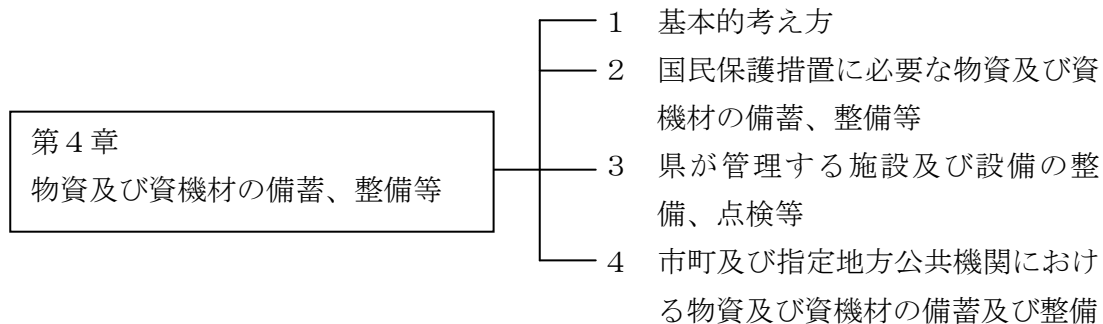 第４章
物資及び資機材の備蓄、整備等
１　基本的考え方
２　国民保護措置に必要な物資及び資
機材の備蓄、整備等
３　県が管理する施設及び設備の整
備、点検等
４　市町及び指定地方公共機関におけ
る物資及び資機材の備蓄及び整備